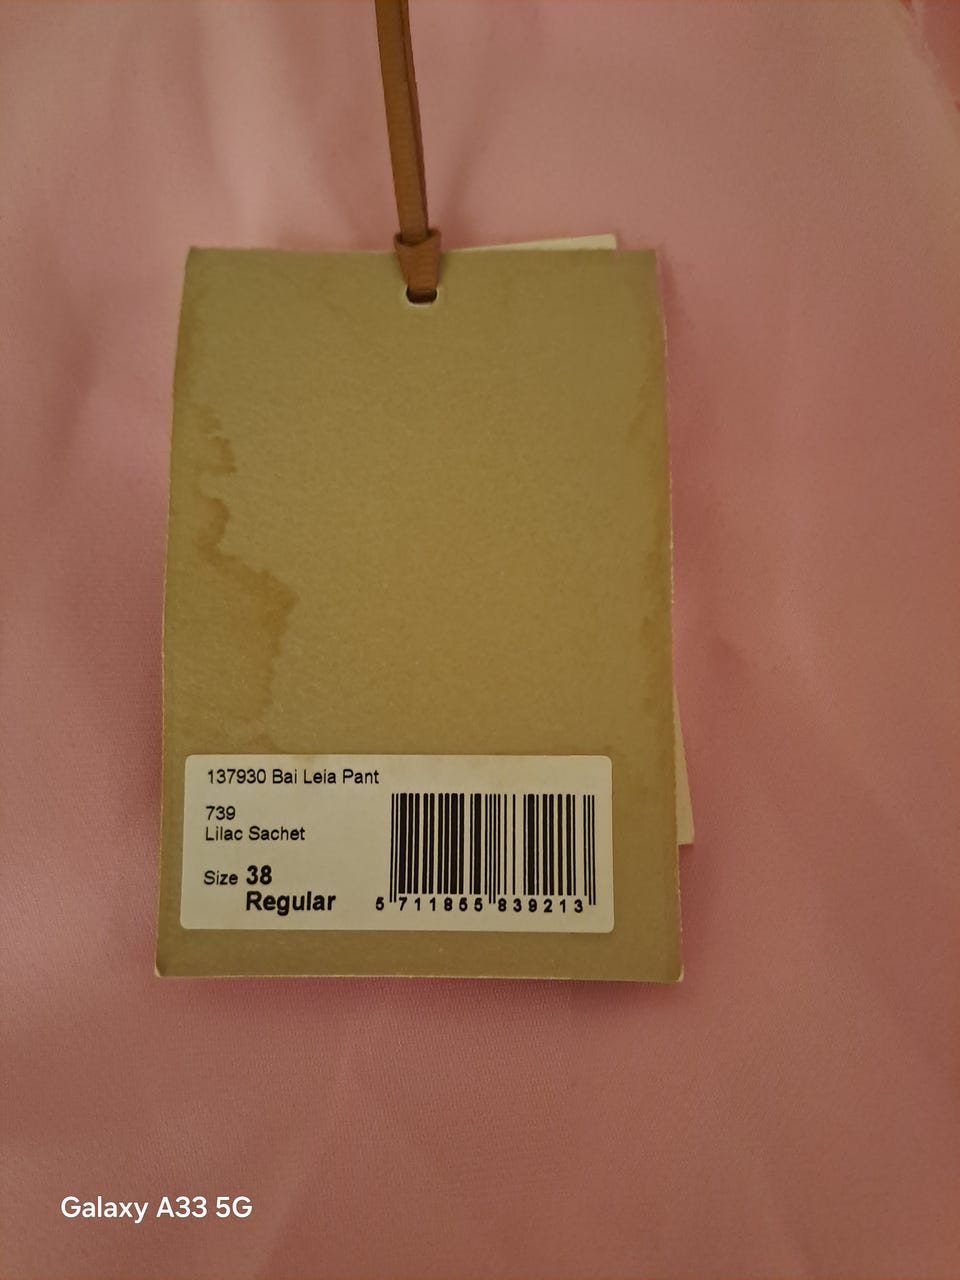 137930 Bai Leia Pant
739
Lilac Sachet
Size 38
Regular
5 711855 839213
Galaxy A33 5G